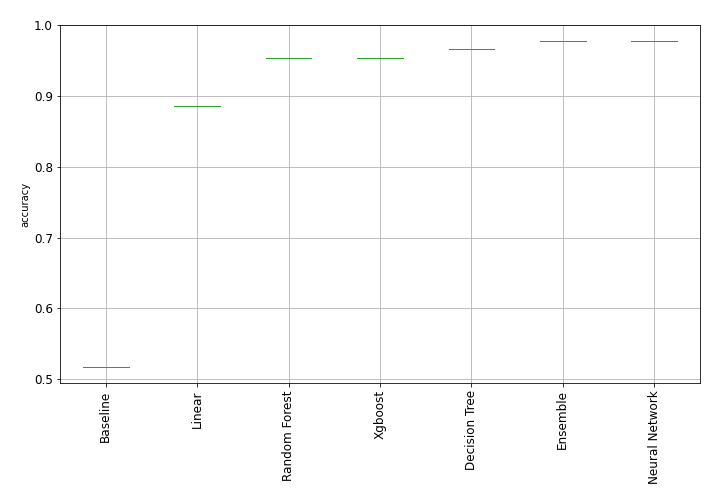 1.0
0.9
0.8
0.7
0.6
0.5
accuracy
Baseline
Linear
Random Forest
Xgboost
Decision Tree
Ensemble
Neural Network